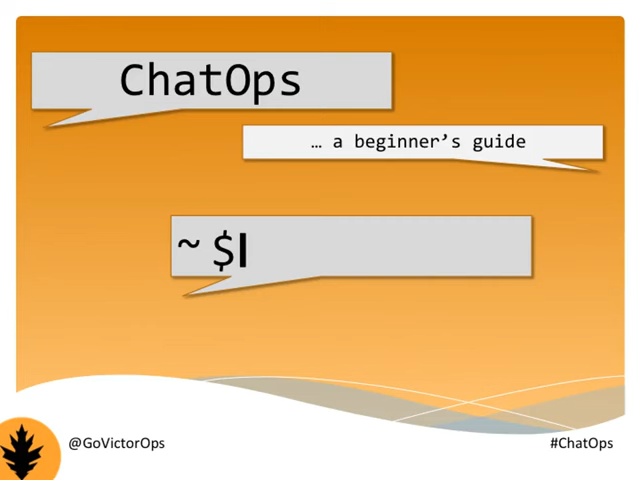 ChatOps
… a beginner’s guide
~ $|
@GoVictorOps
#ChatOps